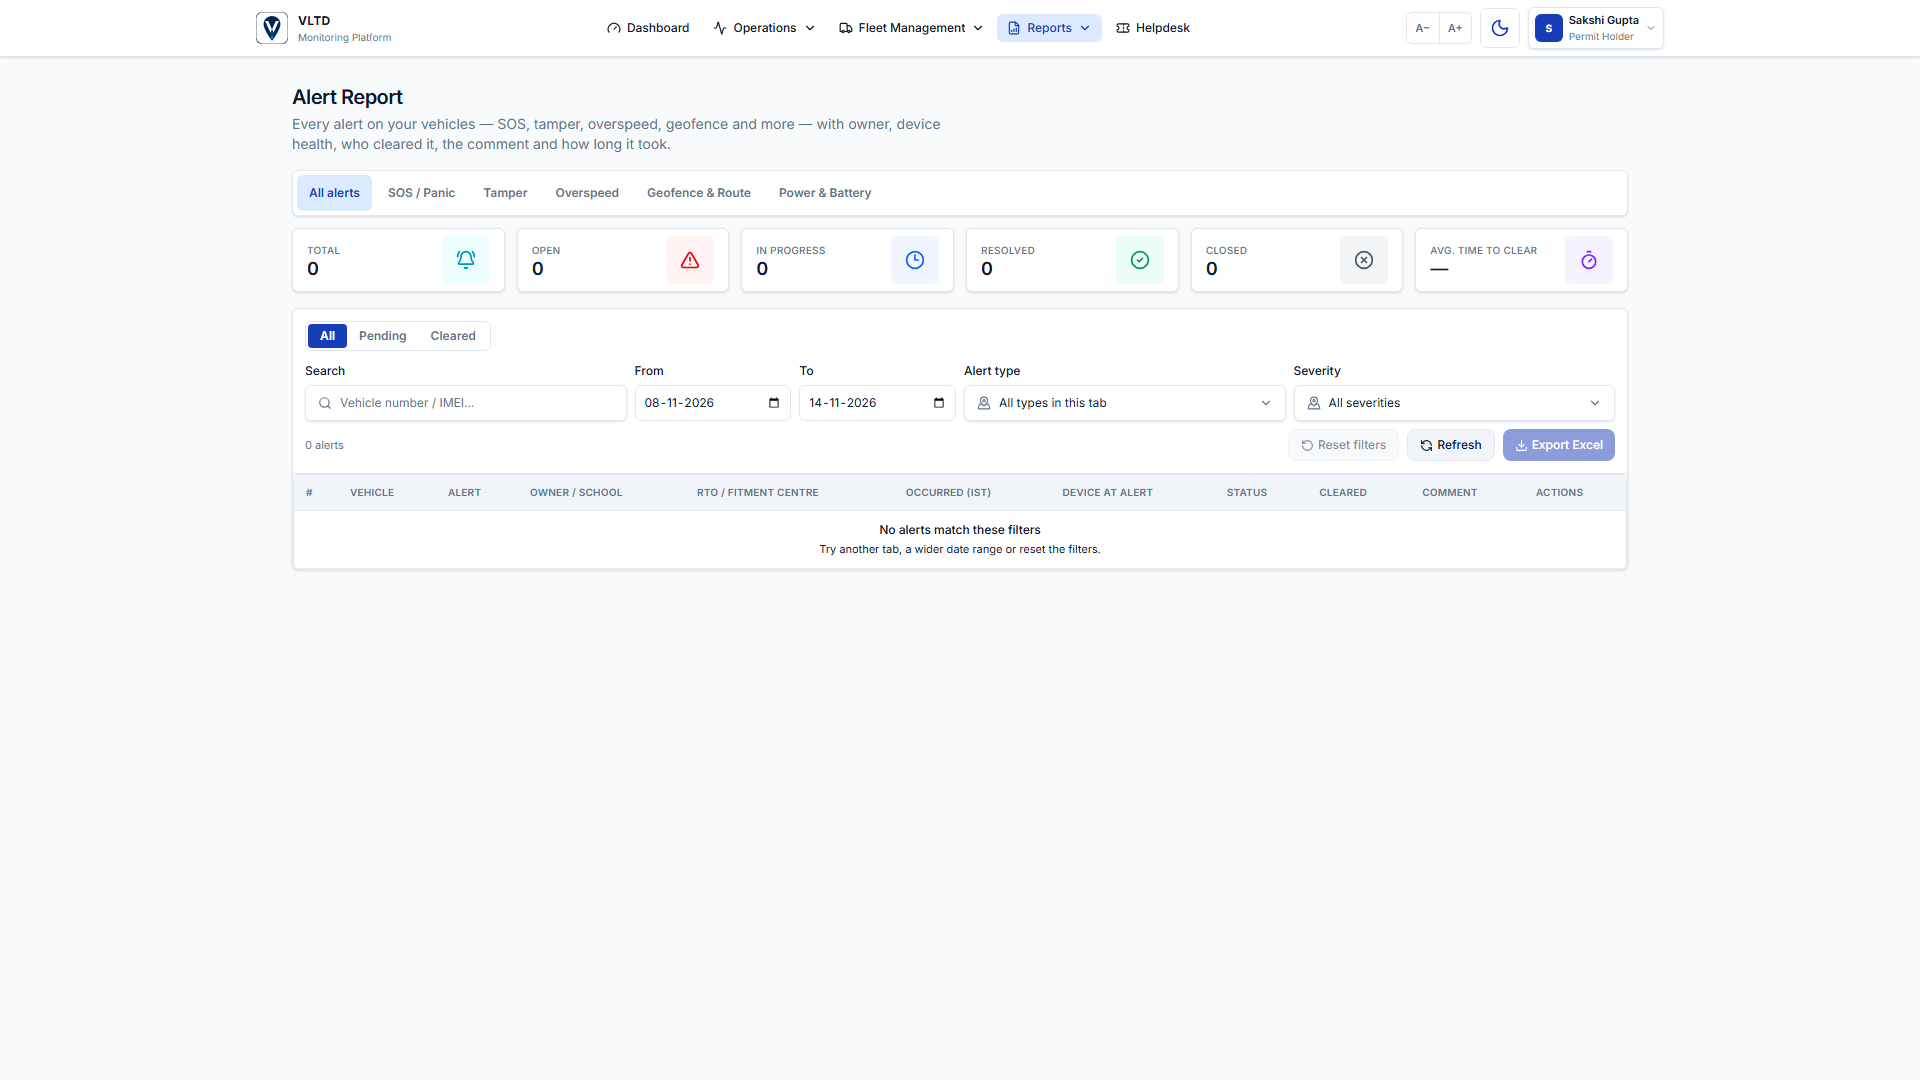 VLTD
Monitoring Platform
Dashboard
Operations
Fleet Management
Reports
Helpdesk
A−
A+
S
Sakshi Gupta
Permit Holder
Alert Report
Every alert on your vehicles — SOS, tamper, overspeed, geofence and more — with owner, device
health, who cleared it, the comment and how long it took.
All alerts
SOS / Panic
Tamper
Overspeed
Geofence & Route
Power & Battery
TOTAL
0
OPEN
0
IN PROGRESS
0
RESOLVED
0
CLOSED
0
AVG. TIME TO CLEAR
—
All
Pending
Cleared
Search
From
To
Alert type
Severity
Vehicle number / IMEI...
08-11-2026
14-11-2026
All types in this tab
All severities
0 alerts
Reset filters
Refresh
Export Excel
#
VEHICLE
ALERT
OWNER / SCHOOL
RTO / FITMENT CENTRE
OCCURRED (IST)
DEVICE AT ALERT
STATUS
CLEARED
COMMENT
ACTIONS
No alerts match these filters
Try another tab, a wider date range or reset the filters.